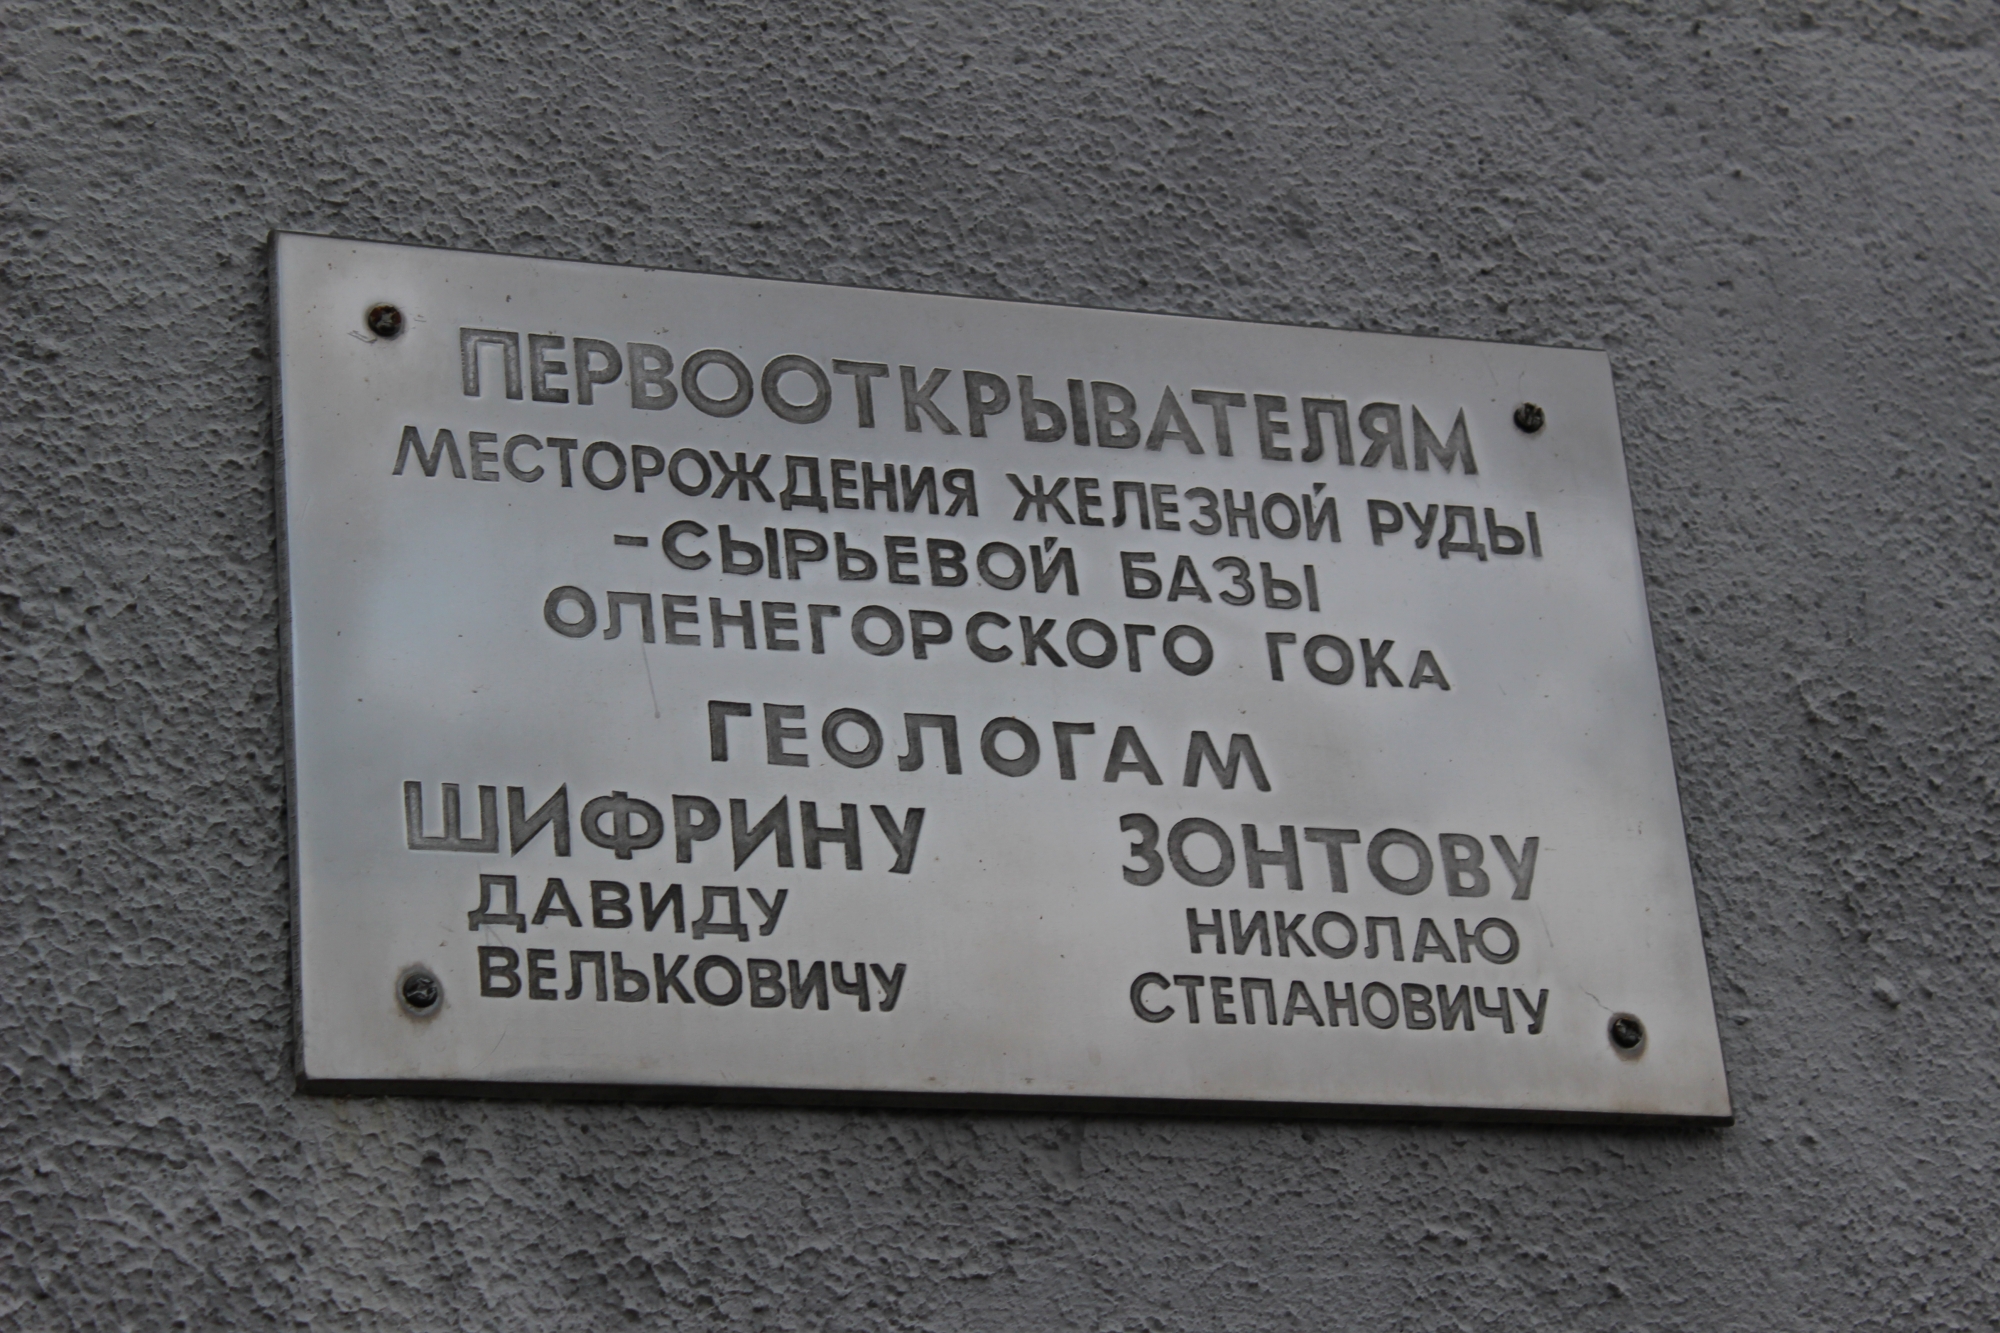 ПЕРВООТКРЫВАТЕЛЯМ
МЕСТОРОЖДЕНИЯ ЖЕЛЕЗНОЙ РУДЫ
-СЫРЬЕВОЙ БАЗЫ
ОЛЕНЕГОРСКОГО ГОКА
ГЕОЛОГАМ
ШИФРИНУ
ДАВИДУ
ВЕЛЬКОВИЧУ
ЗОНТОВУ
НИКОЛАЮ
СТЕПАНОВИЧУ